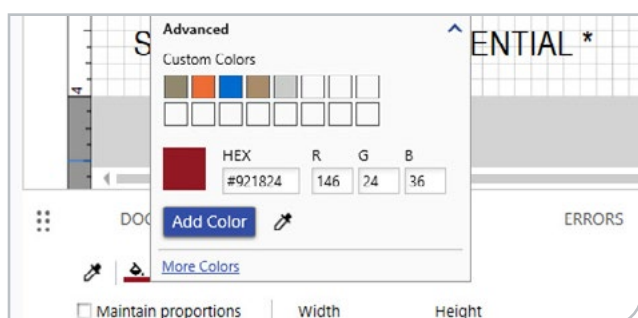 Advanced
S
ENTIAL *
Custom Colors
4
HEX R G B
#921824 146 24 36
DOC
ERRORS
Add Color
More Colors
Maintain proportions Width Height